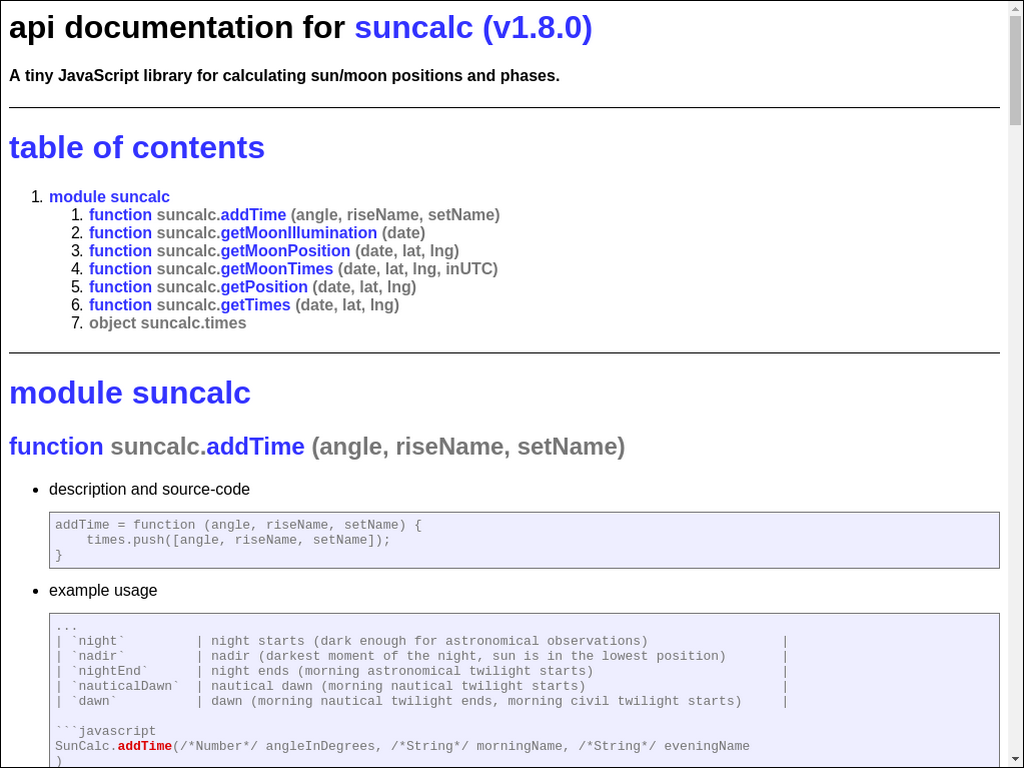 api documentation for suncalc (v1.8.0)
A tiny JavaScript library for calculating sun/moon positions and phases.
table of contents
1. module suncalc
1. function suncalc.addTime (angle, riseName, setName)
2. function suncalc.getMoonIllumination (date)
3. function suncalc.getMoonPosition (date, lat, lng)
4. function suncalc.getMoonTimes (date, lat, lng, inUTC)
5. function suncalc.getPosition (date, lat, lng)
6. function suncalc.getTimes (date, lat, lng)
7. object suncalc.times
module suncalc
function suncalc.addTime (angle, riseName, setName)
• description and source-code
addTime = function (angle, riseName, setName) {
    times.push([angle, riseName, setName]);
}
• example usage
...
| `night`         | night starts (dark enough for astronomical observations)                 |
| `nadir`         | nadir (darkest moment of the night, sun is in the lowest position)       |
| `nightEnd`      | night ends (morning astronomical twilight starts)                        |
| `nauticalDawn`  | nautical dawn (morning nautical twilight starts)                         |
| `dawn`          | dawn (morning nautical twilight ends, morning civil twilight starts)     |
```javascript
SunCalc.addTime(/*Number*/ angleInDegrees, /*String*/ morningName, /*String*/ eveningName
)